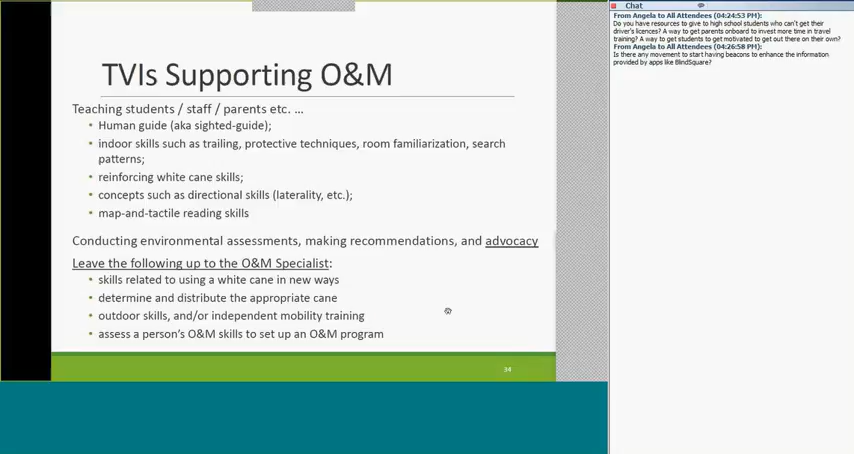 TVIs Supporting O&M
Teaching students / staff / parents etc. …
• Human guide (aka sighted-guide);
• indoor skills such as trailing, protective techniques, room familiarization, search
patterns;
• reinforcing white cane skills;
• concepts such as directional skills (laterality, etc.);
• map-and-tactile reading skills
Conducting environmental assessments, making recommendations, and advocacy
Leave the following up to the O&M Specialist:
• skills related to using a white cane in new ways
• determine and distribute the appropriate cane
• outdoor skills, and/or independent mobility training
• assess a person's O&M skills to set up an O&M program
34
Chat
From Angela to All Attendees (04:24:53 PM):
Do you have resources to give to high school students who can't get their
driver's licences? A way to get parents onboard to invest more time in travel
training? A way to get students to get motivated to get out there on their own?
From Angela to All Attendees (04:26:58 PM):
Is there any movement to start having beacons to enhance the information
provided by apps like BlindSquare?